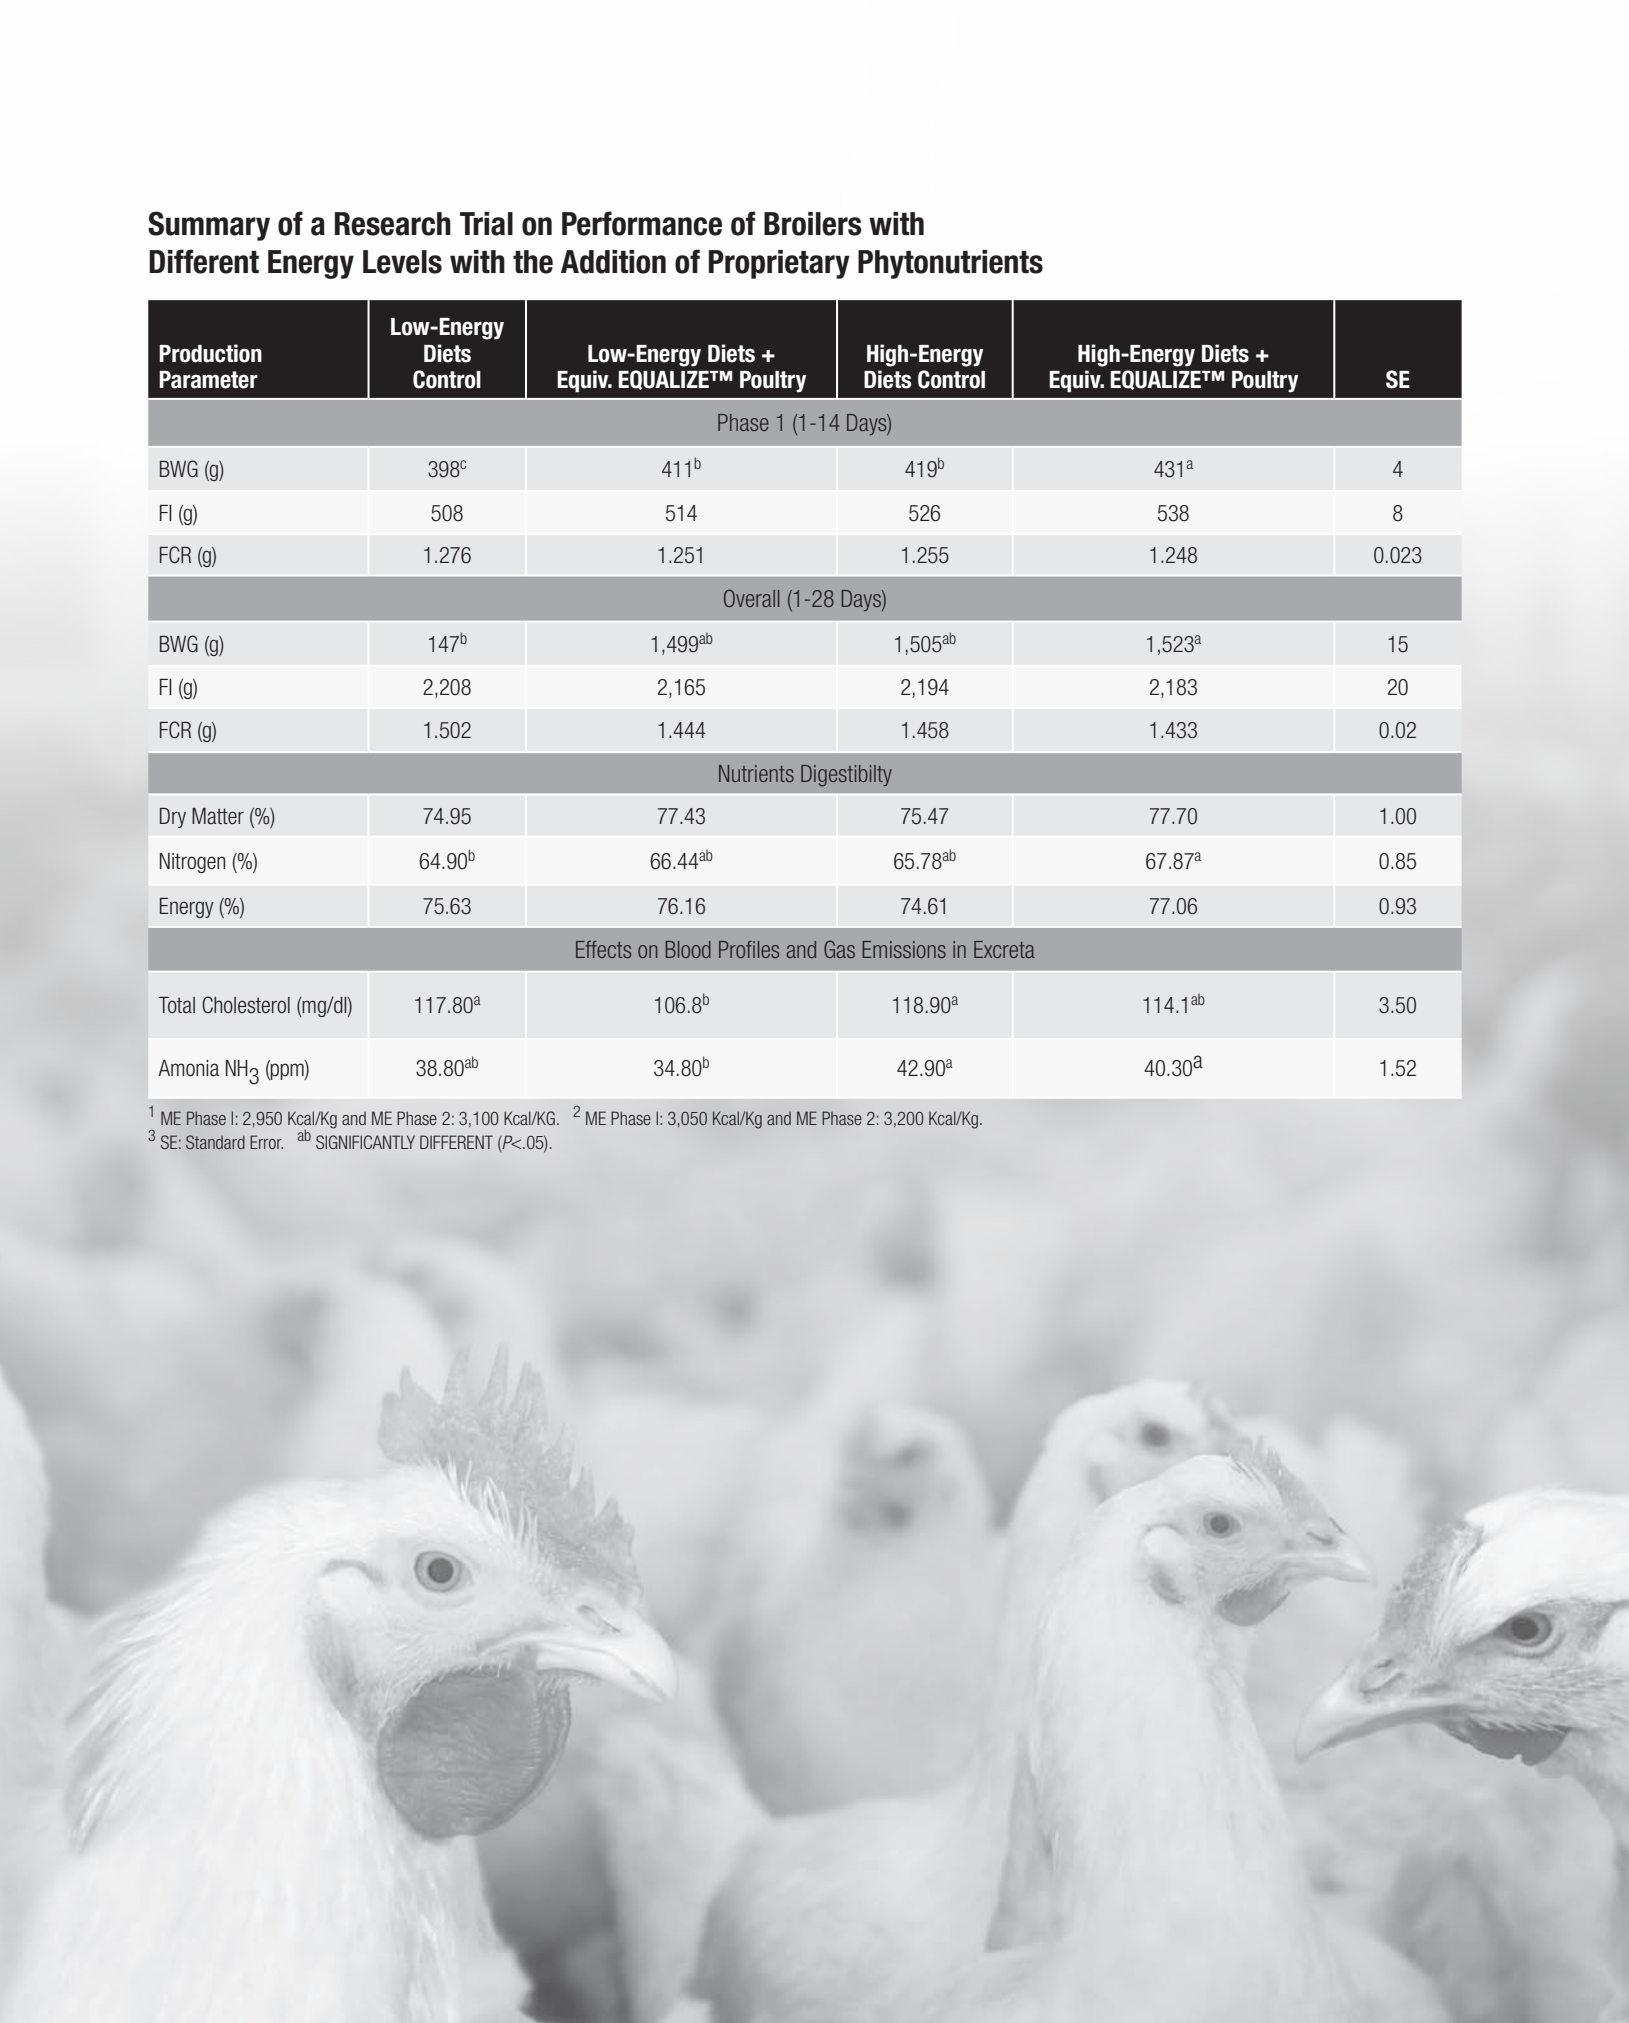 Summary of a Research Trial on Performance of Broilers with
Different Energy Levels with the Addition of Proprietary Phytonutrients
Production Parameter Low-Energy Diets Control Low-Energy Diets + Equiv. EQUALIZE™ Poultry High-Energy Diets Control High-Energy Diets + Equiv. EQUALIZE™ Poultry SE
Phase 1 (1-14 Days)
BWG (g) 398c 411b 419b 431a 4
FI (g) 508 514 526 538 8
FCR (g) 1.276 1.251 1.255 1.248 0.023
Overall (1-28 Days)
BWG (g) 147b 1,499ab 1,505ab 1,523a 15
FI (g) 2,208 2,165 2,194 2,183 20
FCR (g) 1.502 1.444 1.458 1.433 0.02
Nutrients Digestibilty
Dry Matter (%) 74.95 77.43 75.47 77.70 1.00
Nitrogen (%) 64.90b 66.44ab 65.78ab 67.87a 0.85
Energy (%) 75.63 76.16 74.61 77.06 0.93
Effects on Blood Profiles and Gas Emissions in Excreta
Total Cholesterol (mg/dl) 117.80a 106.8b 118.90a 114.1ab 3.50
Amonia NH3 (ppm) 38.80ab 34.80b 42.90a 40.30a 1.52
1 ME Phase I: 2,950 Kcal/Kg and ME Phase 2: 3,100 Kcal/KG. 2 ME Phase I: 3,050 Kcal/Kg and ME Phase 2: 3,200 Kcal/Kg.
3 SE: Standard Error. ab SIGNIFICANTLY DIFFERENT (P<.05).